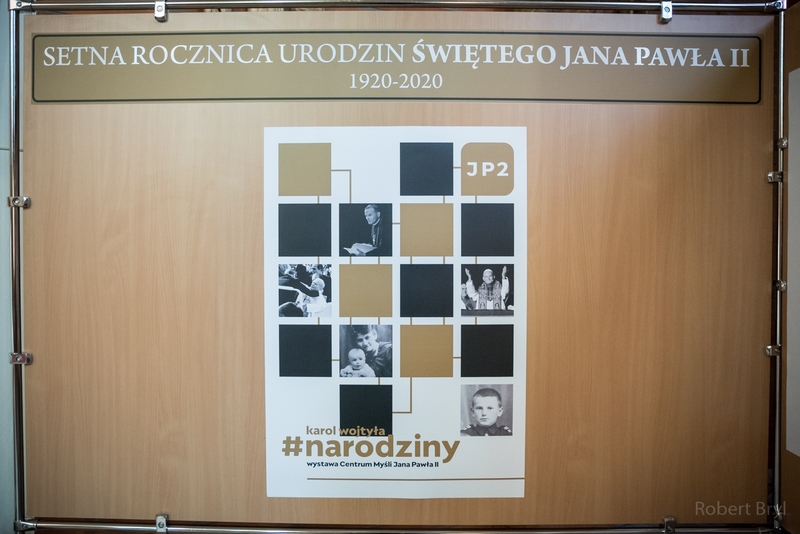 SETNA ROCZNICA URODZIN ŚWIĘTEGO JANA PAWŁA II
1920-2020
JP2
karol wojtyła
#narodziny
wystawa Centrum Myśli Jana Pawła II
Robert Bryl